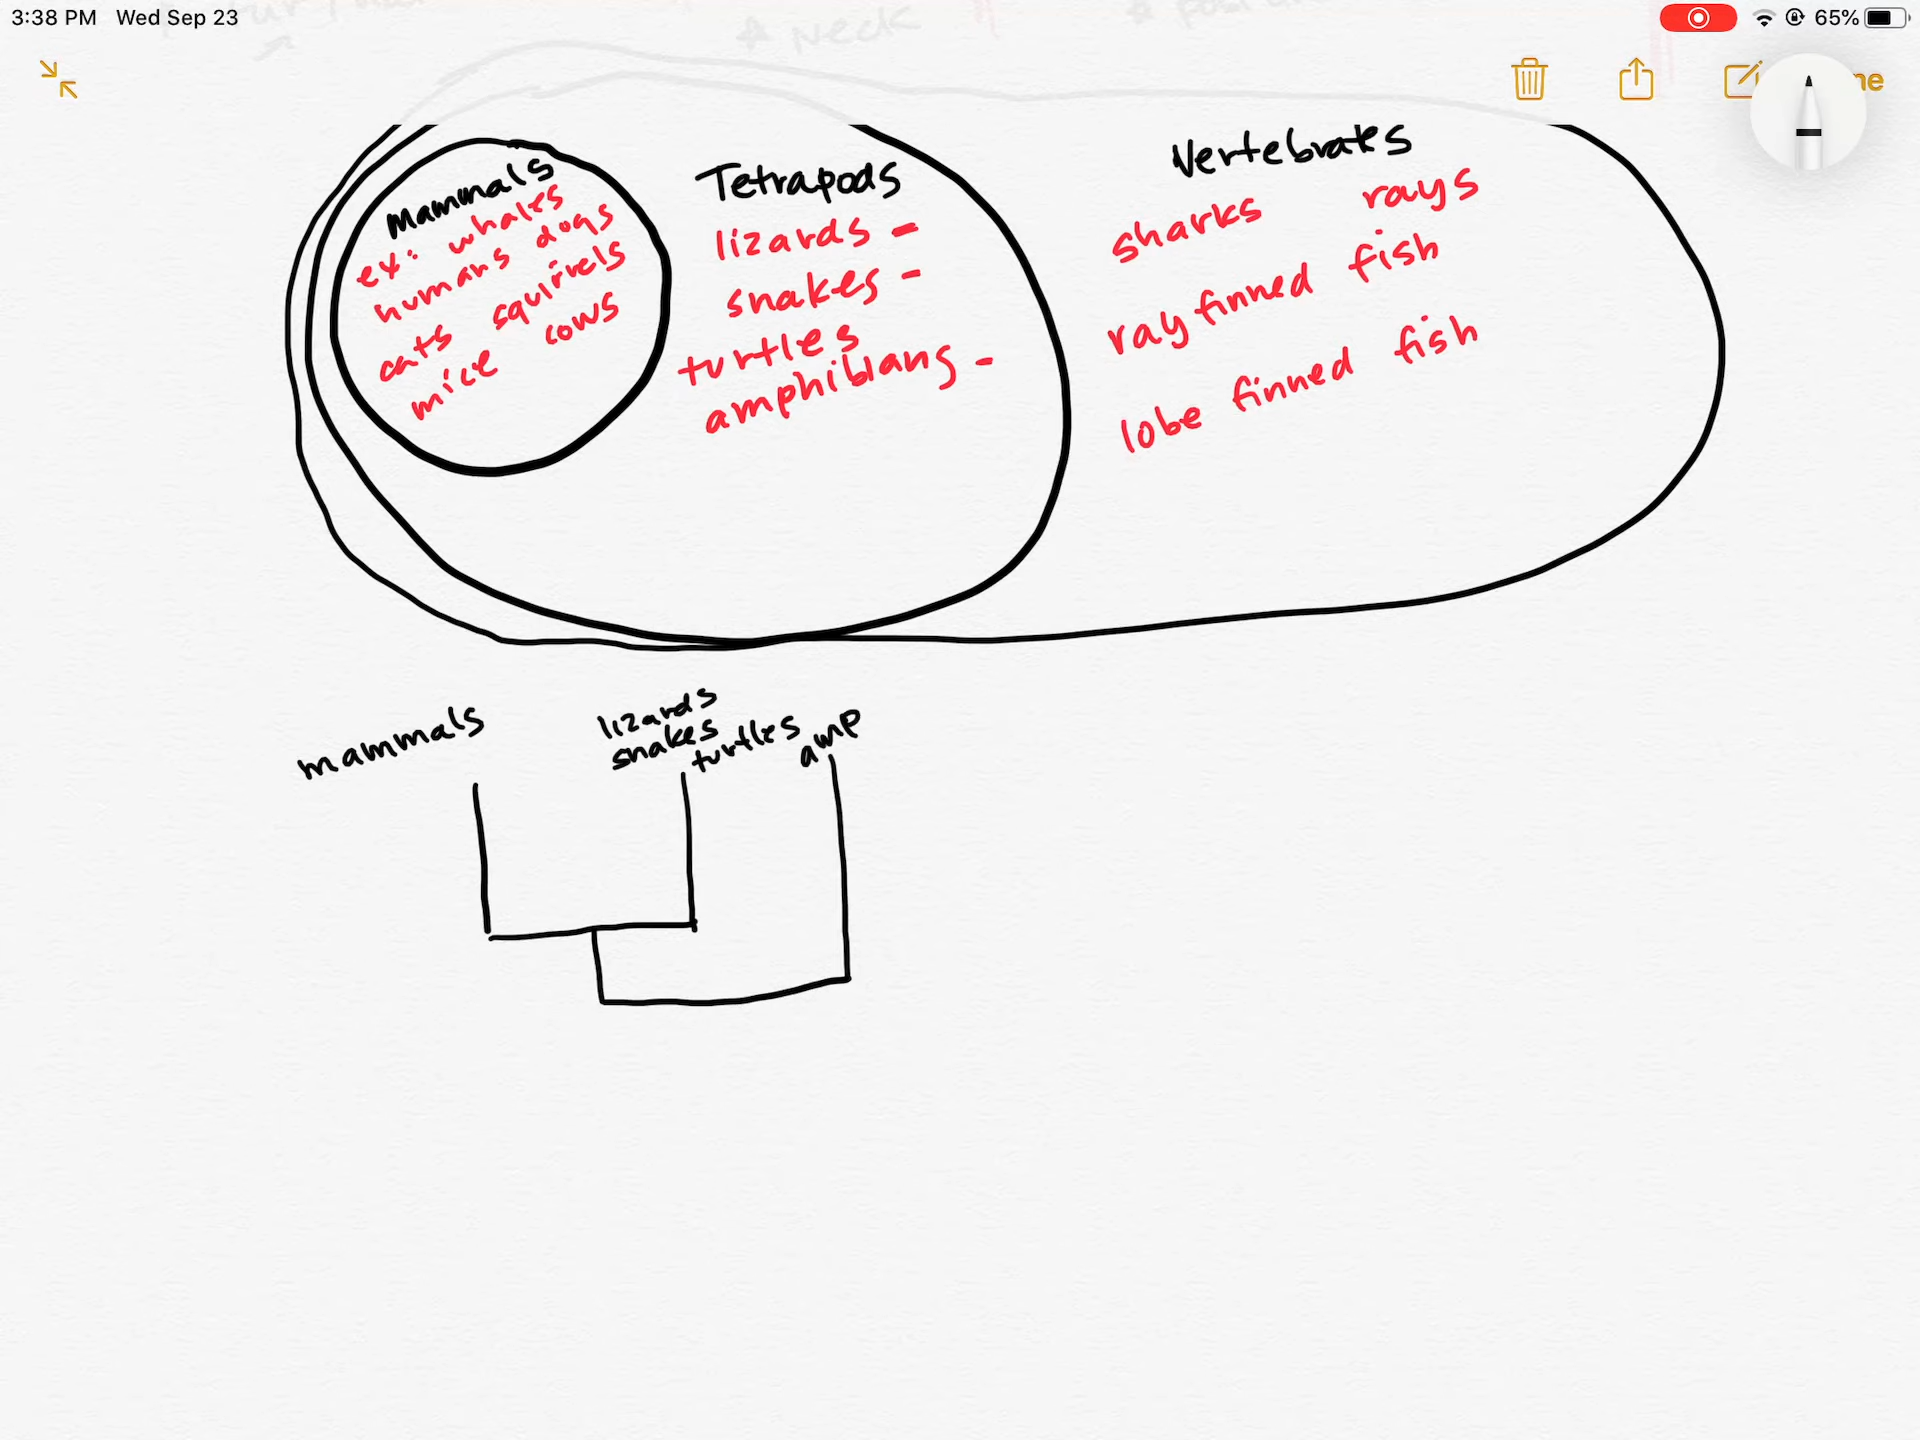 3:38 PM Wed Sep 23
65%
Neck
Mammals
ex: whales
humans dogs
cats squirrels
mice cows
Tetrapods
lizards -
snakes -
turtles
amphibians -
Vertebrates
sharks rays
ray finned fish
lobe finned fish
mammals
lizards
snakes
turtles
amp